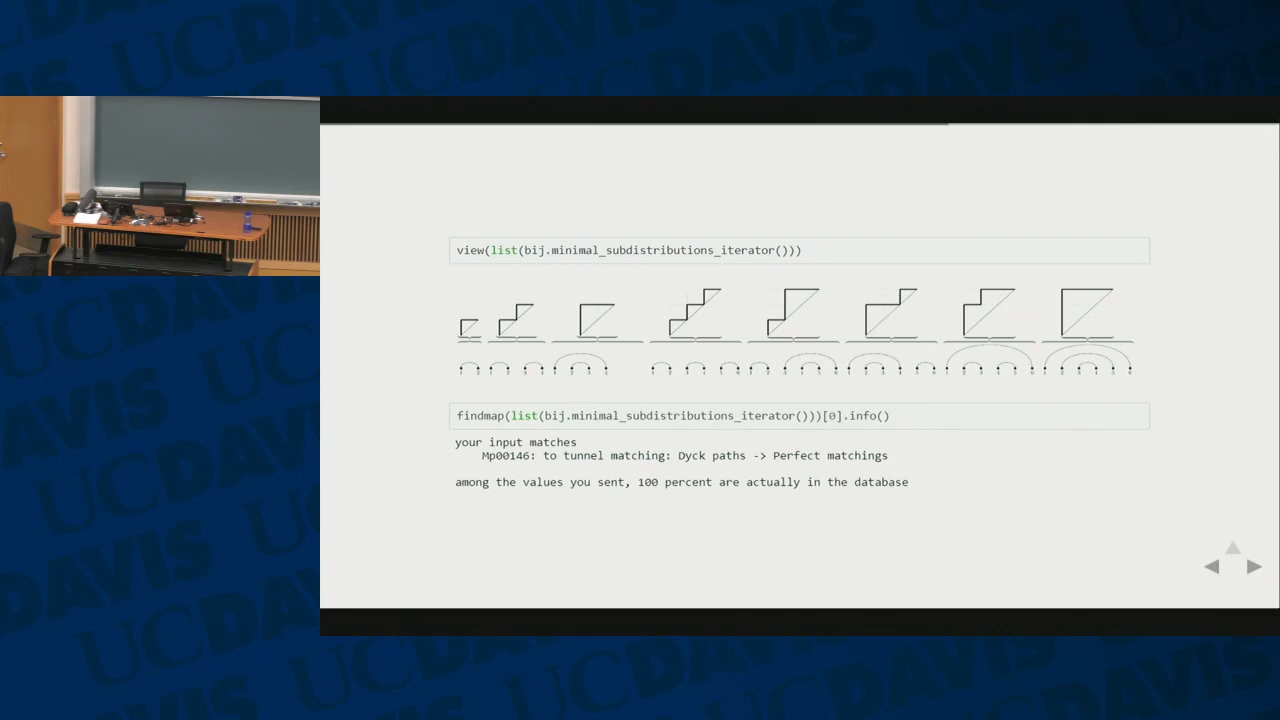 view(list(bij.minimal_subdistributions_iterator()))
findmap(list(bij.minimal_subdistributions_iterator()))[0].info()
your input matches
Mp00146: to tunnel matching: Dyck paths -> Perfect matchings
among the values you sent, 100 percent are actually in the database
UCDAVIS